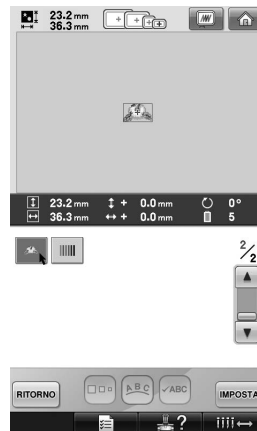 23.2 mm
36.3 mm
23.2 mm + 0.0 mm 0°
36.3 mm + 0.0 mm 5
2/2
RITORNO
ABC
ABC
IMPOSTA
?